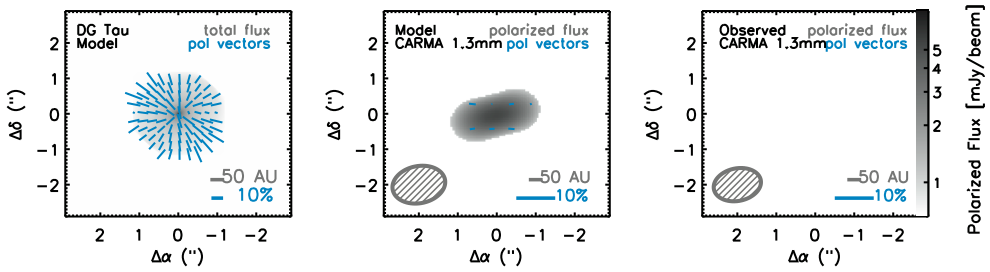 DG Tau total flux
Model pol vectors
50 AU
10%
2
1
0
-1
-2
Δδ (")
2 1 0 -1 -2
Δα (")
Model polarized flux
CARMA 1.3mm pol vectors
50 AU
10%
2
1
0
-1
-2
Δδ (")
2 1 0 -1 -2
Δα (")
Observed polarized flux
CARMA 1.3mm pol vectors
50 AU
10%
2
1
0
-1
-2
Δδ (")
2 1 0 -1 -2
Δα (")
5
4
3
2
1
Polarized Flux [mJy/beam]